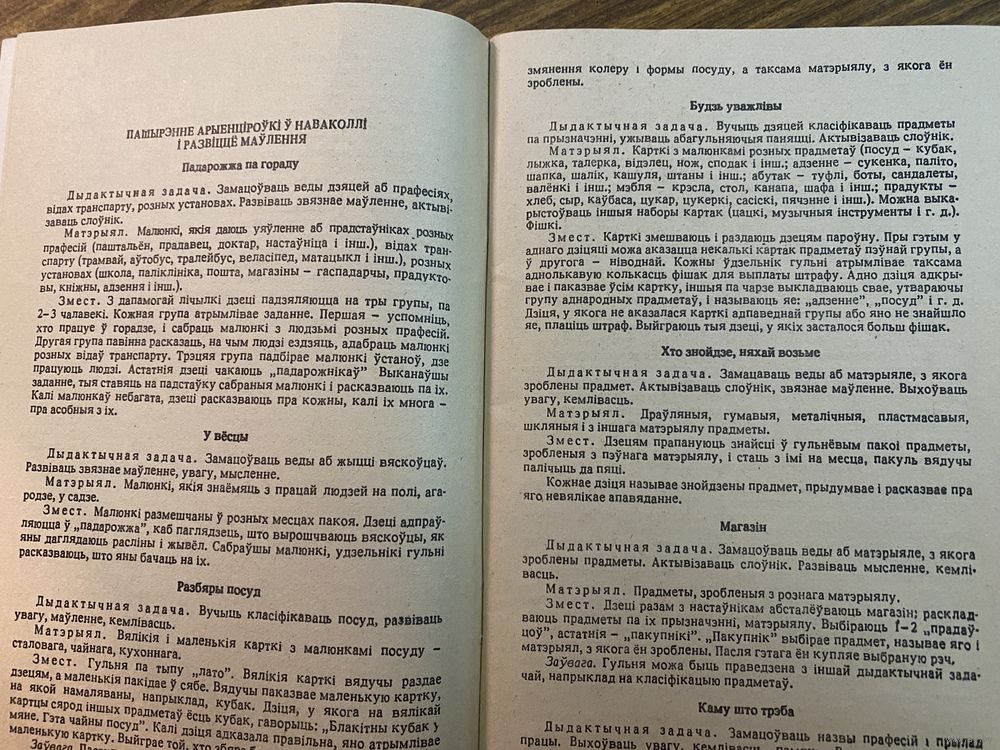 ПАШЫРЭННЕ АРЫЕНЦІРОЎКІ Ў НАВАКОЛЛІ
І РАЗВІЦЦЁ МАЎЛЕННЯ
Падарожжа па гораду
Дыдактычная задача. Замацоўваць веды дзяцей аб прафесіях,
відах транспарту, розных установах. Развіваць звязнае маўленне, актыві-
заваць слоўнік.
Матэрыял. Малюнкі, якія даюць уяўленне аб прадстаўніках розных
прафесій (паштальён, прадавец, доктар, настаўніца і інш.), відах тран-
спарту (трамвай, аўтобус, тралейбус, веласіпед, матацыкл і інш.), розных
установах (школа, паліклініка, пошта, магазіны – гаспадарчы, прадукто-
вы, кніжны, адзення і інш.).
Змест. З дапамогай лічылкі дзеці падзяляюцца на тры групы, па
2–3 чалавекі. Кожная група атрымлівае заданне. Першая – успомніць,
хто працуе ў горадзе, і сабраць малюнкі з людзьмі розных прафесій.
Другая група павінна расказаць, на чым людзі ездзяць, адабраць малюнкі
розных відаў транспарту. Трэцяя група падбірае малюнкі ўстаноў, дзе
працуюць людзі. Астатнія дзеці чакаюць „падарожнікаў” Выканаўшы
заданне, тыя ставяць на падстаўку сабраныя малюнкі і расказваюць па іх.
Калі малюнкаў небагата, дзеці расказваюць пра кожны, калі іх многа –
пра асобныя з іх.
У вёсцы
Дыдактычная задача. Замацоўваць веды аб жыцці вяскоўцаў.
Развіваць звязнае маўленне, увагу, мысленне.
Матэрыял. Малюнкі, якія знаёмяць з працай людзей на полі, ага-
родзе, у садзе.
Змест. Малюнкі размешчаны ў розных месцах пакоя. Дзеці адпраў-
ляюцца ў „падарожжа”, каб паглядзець, што вырошчваюць вяскоўцы, як
яны даглядаюць расліны і жывёл. Сабраўшы малюнкі, удзельнікі гульні
расказваюць, што яны бачаць на іх.
Разбяры посуд
Дыдактычная задача. Вучыць класіфікаваць посуд, развіваць
увагу, маўленне, кемлівасць.
Матэрыял. Вялікія і маленькія карткі з малюнкамі посуду –
сталовага, чайнага, кухоннага.
Змест. Гульня па тыпу „лато”. Вялікія карткі вядучы раздае
дзецям, а маленькія пакідае ў сябе. Вядучы паказвае маленькую картку,
на якой намаляваны, напрыклад, кубак. Дзіця, у якога на вялікай
картцы сярод іншых прадметаў ёсць кубак, гаворыць: „Блакітны кубак у
мяне. Гэта чайны посуд”. Калі дзіця адказала правільна, яно атрымлівае
маленькую картку. Выйграе той, хто
Заўвага.
змянення колеру і формы посуду, а таксама матэрыялу, з якога ён
зроблены.
Будзь уважлівы
Дыдактычная задача. Вучыць дзяцей класіфікаваць прадметы
па прызначэнні, ужываць абагульняючыя паняцці. Актывізаваць слоўнік.
Матэрыял. Карткі з малюнкамі розных прадметаў (посуд – кубак,
лыжка, талерка, відэлец, нож, сподак і інш.; адзенне – сукенка, паліто,
шапка, шалік, кашуля, штаны і інш.; абутак – туфлі, боты, сандалеты,
валёнкі і інш.; мэбля – крэсла, стол, канапа, шафа і інш.; прадукты –
хлеб, сыр, каўбаса, цукар, цукеркі, сасіскі, пячэнне і інш.). Можна выка-
рыстоўваць іншыя наборы картак (цацкі, музычныя інструменты і г. д.).
Фішкі.
Змест. Карткі змешваюць і раздаюць дзецям пароўну. Пры гэтым у
аднаго дзіцяці можа аказацца некалькі картак прадметаў пэўнай групы, а
ў другога – ніводнай. Кожны ўдзельнік гульні атрымлівае таксама
аднолькавую колькасць фішак для выплаты штрафу. Адно дзіця адкры-
вае і паказвае ўсім картку, іншыя па чарзе выкладваюць свае, утвараючы
групу аднародных прадметаў, і называюць яе: „адзенне”, „посуд” і г. д.
Дзіця, у якога не аказалася карткі адпаведнай групы або яно не знайшло
яе, плаціць штраф. Выйграюць тыя дзеці, у якіх засталося больш фішак.
Хто знойдзе, няхай возьме
Дыдактычная задача. Замацаваць веды аб матэрыяле, з якога
зроблены прадмет. Актывізаваць слоўнік, звязнае маўленне. Выхоўваць
увагу, кемлівасць.
Матэрыял. Драўляныя, гумавыя, металічныя, пластмасавыя,
шкляныя і з іншага матэрыялу прадметы.
Змест. Дзецям прапануюць знайсці ў гульнёвым пакоі прадметы,
зробленыя з пэўнага матэрыялу, і стаць з імі на месца, пакуль вядучы
палічыць да пяці.
Кожнае дзіця называе знойдзены прадмет, прыдумвае і расказвае пра
яго невялікае апавяданне.
Магазін
Дыдактычная задача. Замацоўваць веды аб матэрыяле, з якога
зроблены прадметы. Актывізаваць слоўнік. Развіваць мысленне, кемлі-
васць.
Матэрыял. Прадметы, зробленыя з рознага матэрыялу.
Змест. Дзеці разам з настаўнікам абсталёўваюць магазін; расклад-
ваюць прадметы па іх прызначэнні, матэрыялу. Выбіраюць 1–2 „прадаў-
цоў”, астатнія – „пакупнікі”. „Пакупнік” выбірае прадмет, называе яго і
матэрыял, з якога ён зроблены. Пасля гэтага ён купляе выбраную рэч.
Заўвага. Гульня можа быць праведзена з іншай дыдактычнай зада-
чай, напрыклад на класіфікацыю прадметаў.
Каму што трэба
Дыдактычная задача. Замацоўваць назвы прафесій і прылад
працы. Выхоўваць увагу, кемлівасць,